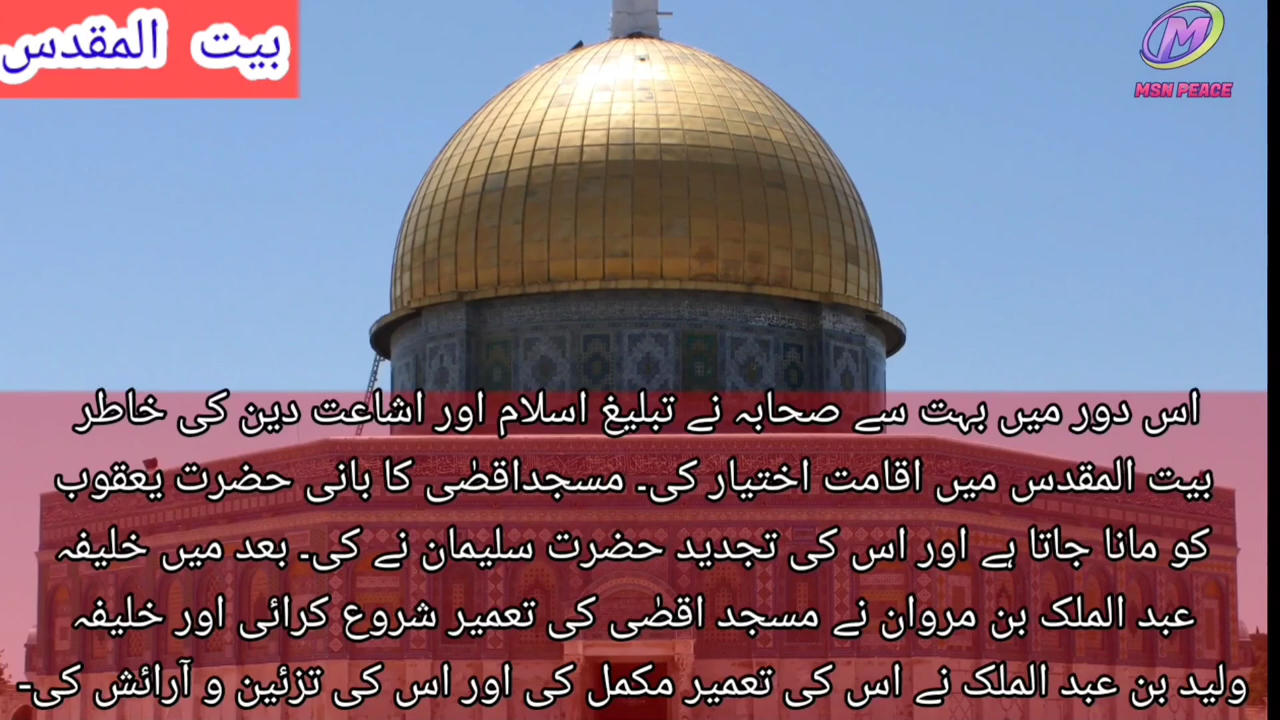 بیت المقدس
MSN PEACE
اس دور میں بہت سے صحابہ نے تبلیغ اسلام اور اشاعت دین کی خاطر
بیت المقدس میں اقامت اختیار کی۔ مسجداقصٰی کا بانی حضرت یعقوب
کو مانا جاتا ہے اور اس کی تجدید حضرت سلیمان نے کی۔ بعد میں خلیفہ
عبد الملک بن مروان نے مسجد اقصٰی کی تعمیر شروع کرائی اور خلیفہ
ولید بن عبد الملک نے اس کی تعمیر مکمل کی اور اس کی تزئین و آرائش کی-